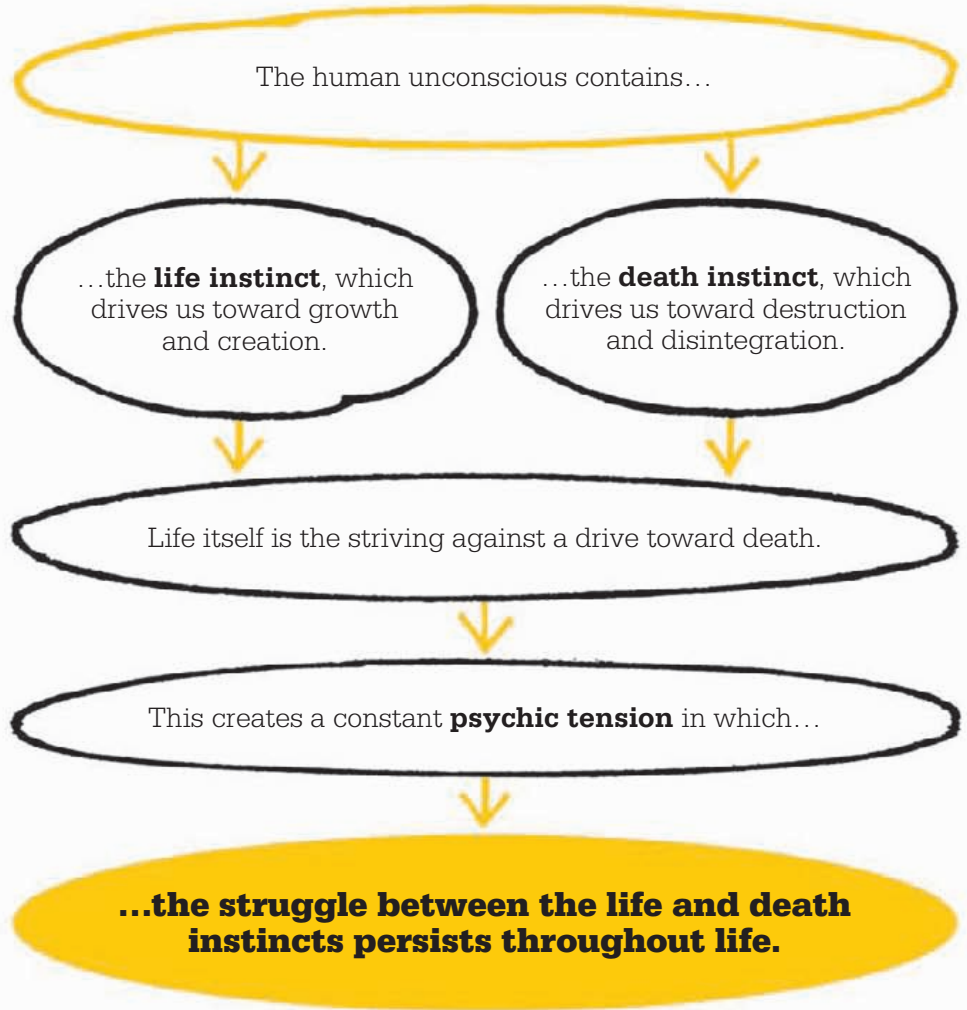 The human unconscious contains…
…the life instinct, which
drives us toward growth
and creation.
…the death instinct, which
drives us toward destruction
and disintegration.
Life itself is the striving against a drive toward death.
This creates a constant psychic tension in which…
…the struggle between the life and death
instincts persists throughout life.